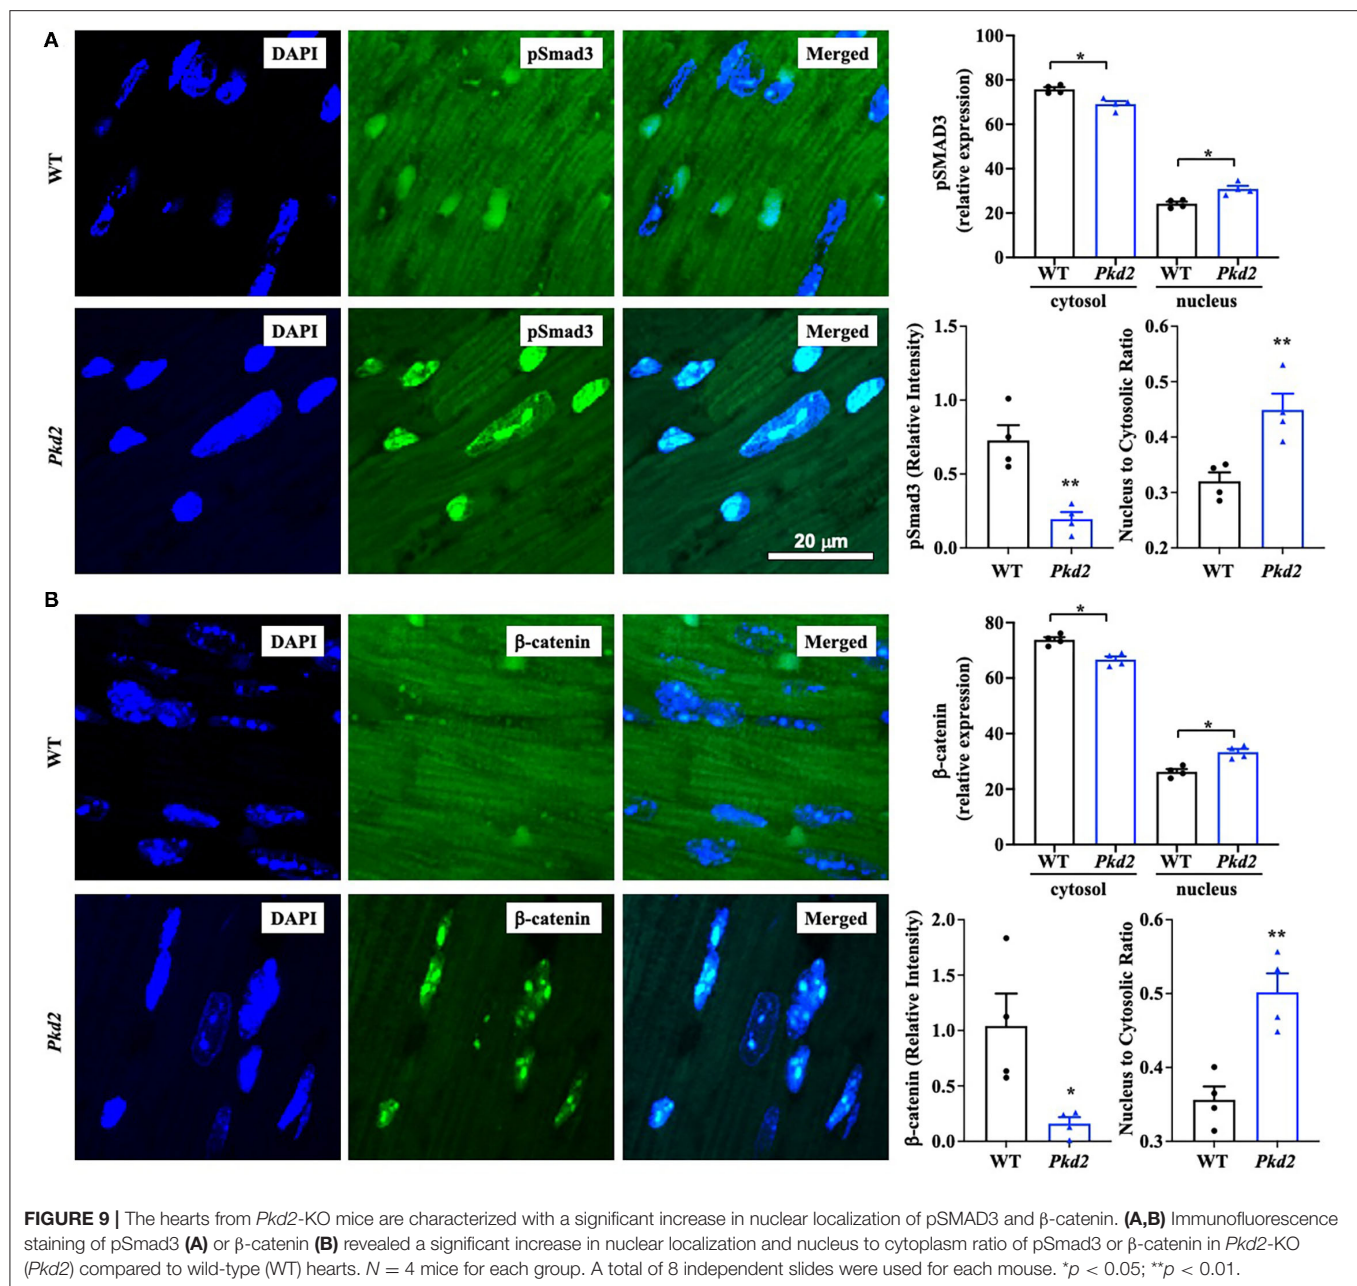 A
DAPI
pSmad3
Merged
WT
DAPI
pSmad3
Merged
Pkd2
20 μm
100
80
60
40
20
0
pSMAD3
(relative expression)
*
*
WT
Pkd2
WT
Pkd2
cytosol
nucleus
1.5
1.0
0.5
0.0
pSmad3 (Relative Intensity)
**
WT
Pkd2
0.6
0.5
0.4
0.3
0.2
Nucleus to Cytosolic Ratio
**
WT
Pkd2
B
DAPI
β-catenin
Merged
WT
DAPI
β-catenin
Merged
Pkd2
80
60
40
20
0
β-catenin
(relative expression)
*
*
WT
Pkd2
WT
Pkd2
cytosol
nucleus
2.0
1.5
1.0
0.5
0.0
β-catenin (Relative Intensity)
*
WT
Pkd2
0.6
0.5
0.4
0.3
Nucleus to Cytosolic Ratio
**
WT
Pkd2
FIGURE 9 | The hearts from Pkd2-KO mice are characterized with a significant increase in nuclear localization of pSMAD3 and β-catenin. (A,B) Immunofluorescence
staining of pSmad3 (A) or β-catenin (B) revealed a significant increase in nuclear localization and nucleus to cytoplasm ratio of pSmad3 or β-catenin in Pkd2-KO
(Pkd2) compared to wild-type (WT) hearts. N = 4 mice for each group. A total of 8 independent slides were used for each mouse. *p < 0.05; **p < 0.01.